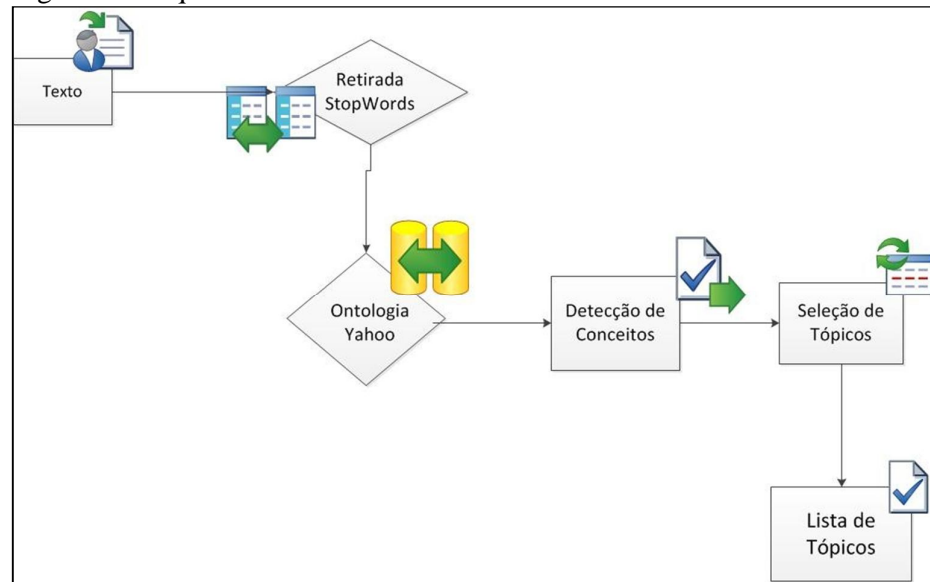 Texto
Retirada
StopWords
Ontologia
Yahoo
Detecção de
Conceitos
Seleção de
Tópicos
Lista de
Tópicos